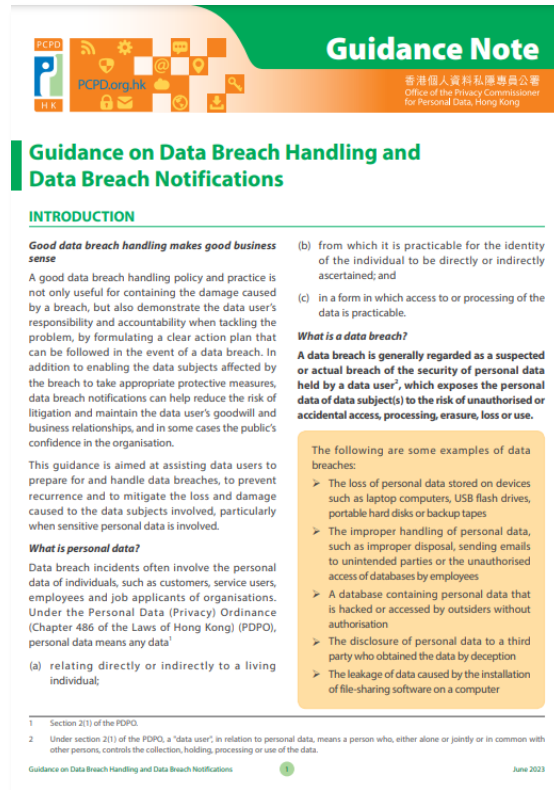 PCPD
PCPD.org.hk
HK
Guidance Note
香港個人資料私隱專員公署
Office of the Privacy Commissioner
for Personal Data, Hong Kong
Guidance on Data Breach Handling and
Data Breach Notifications
INTRODUCTION
Good data breach handling makes good business
sense
A good data breach handling policy and practice is
not only useful for containing the damage caused
by a breach, but also demonstrate the data user's
responsibility and accountability when tackling the
problem, by formulating a clear action plan that
can be followed in the event of a data breach. In
addition to enabling the data subjects affected by
the breach to take appropriate protective measures,
data breach notifications can help reduce the risk of
litigation and maintain the data user's goodwill and
business relationships, and in some cases the public's
confidence in the organisation.
This guidance is aimed at assisting data users to
prepare for and handle data breaches, to prevent
recurrence and to mitigate the loss and damage
caused to the data subjects involved, particularly
when sensitive personal data is involved.
What is personal data?
Data breach incidents often involve the personal
data of individuals, such as customers, service users,
employees and job applicants of organisations.
Under the Personal Data (Privacy) Ordinance
(Chapter 486 of the Laws of Hong Kong) (PDPO),
personal data means any data1
(a) relating directly or indirectly to a living
individual;
(b) from which it is practicable for the identity
of the individual to be directly or indirectly
ascertained; and
(c) in a form in which access to or processing of the
data is practicable.
What is a data breach?
A data breach is generally regarded as a suspected
or actual breach of the security of personal data
held by a data user2, which exposes the personal
data of data subject(s) to the risk of unauthorised or
accidental access, processing, erasure, loss or use.
The following are some examples of data
breaches:
➢ The loss of personal data stored on devices
such as laptop computers, USB flash drives,
portable hard disks or backup tapes
➢ The improper handling of personal data,
such as improper disposal, sending emails
to unintended parties or the unauthorised
access of databases by employees
➢ A database containing personal data that
is hacked or accessed by outsiders without
authorisation
➢ The disclosure of personal data to a third
party who obtained the data by deception
➢ The leakage of data caused by the installation
of file-sharing software on a computer
1 Section 2(1) of the PDPO.
2 Under section 2(1) of the PDPO, a "data user", in relation to personal data, means a person who, either alone or jointly or in common with
other persons, controls the collection, holding, processing or use of the data.
Guidance on Data Breach Handling and Data Breach Notifications 1 June 2023